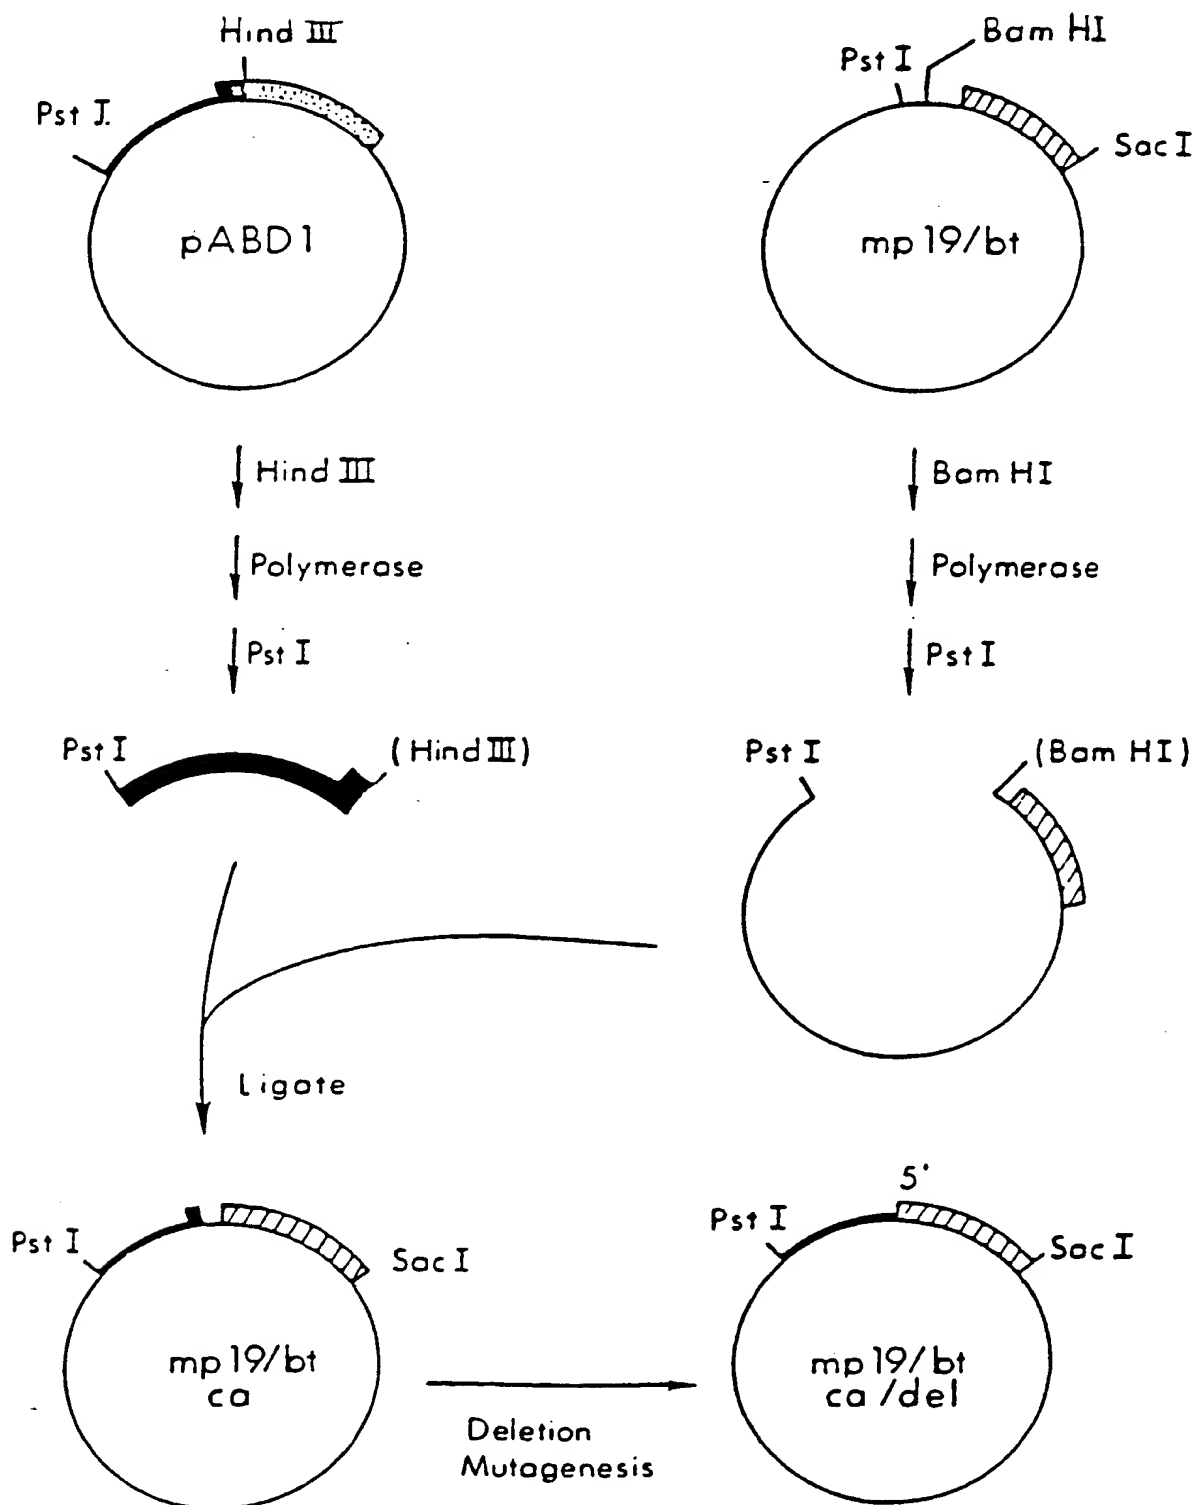 Hind III
Pst I.
pABD1
Bam HI
Pst I
Sac I
mp 19/bt
Hind III
Polymerase
Pst I
Bam HI
Polymerase
Pst I
Pst I
(Hind III)
Pst I
(Bam HI)
Ligate
Pst I
Sac I
mp 19/bt
ca
Deletion
Mutagenesis
5'
Pst I
Sac I
mp 19/bt
ca/del